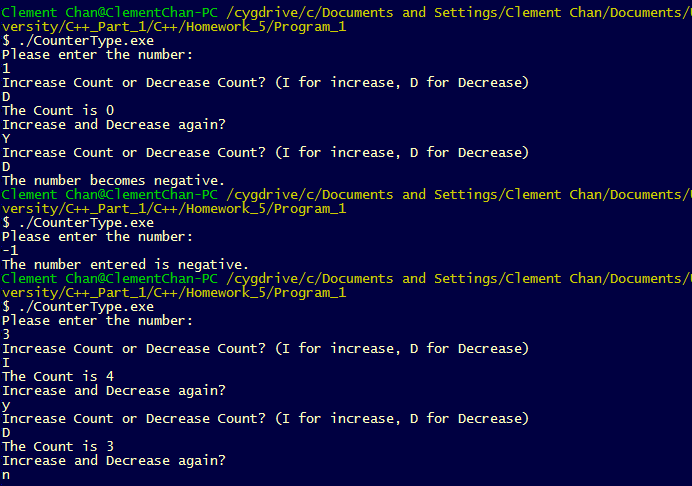 Clement Chan@ClementChan-PC /cygdrive/c/Documents and Settings/Clement Chan/Documents/U
versity/C++_Part_1/C++/Homework_5/Program_1
$ ./CounterType.exe
Please enter the number:
1
Increase Count or Decrease Count? (I for increase, D for Decrease)
D
The Count is 0
Increase and Decrease again?
Y
Increase Count or Decrease Count? (I for increase, D for Decrease)
D
The number becomes negative.
Clement Chan@ClementChan-PC /cygdrive/c/Documents and Settings/Clement Chan/Documents/U
versity/C++_Part_1/C++/Homework_5/Program_1
$ ./CounterType.exe
Please enter the number:
-1
The number entered is negative.
Clement Chan@ClementChan-PC /cygdrive/c/Documents and Settings/Clement Chan/Documents/U
versity/C++_Part_1/C++/Homework_5/Program_1
$ ./CounterType.exe
Please enter the number:
3
Increase Count or Decrease Count? (I for increase, D for Decrease)
I
The Count is 4
Increase and Decrease again?
y
Increase Count or Decrease Count? (I for increase, D for Decrease)
D
The Count is 3
Increase and Decrease again?
n